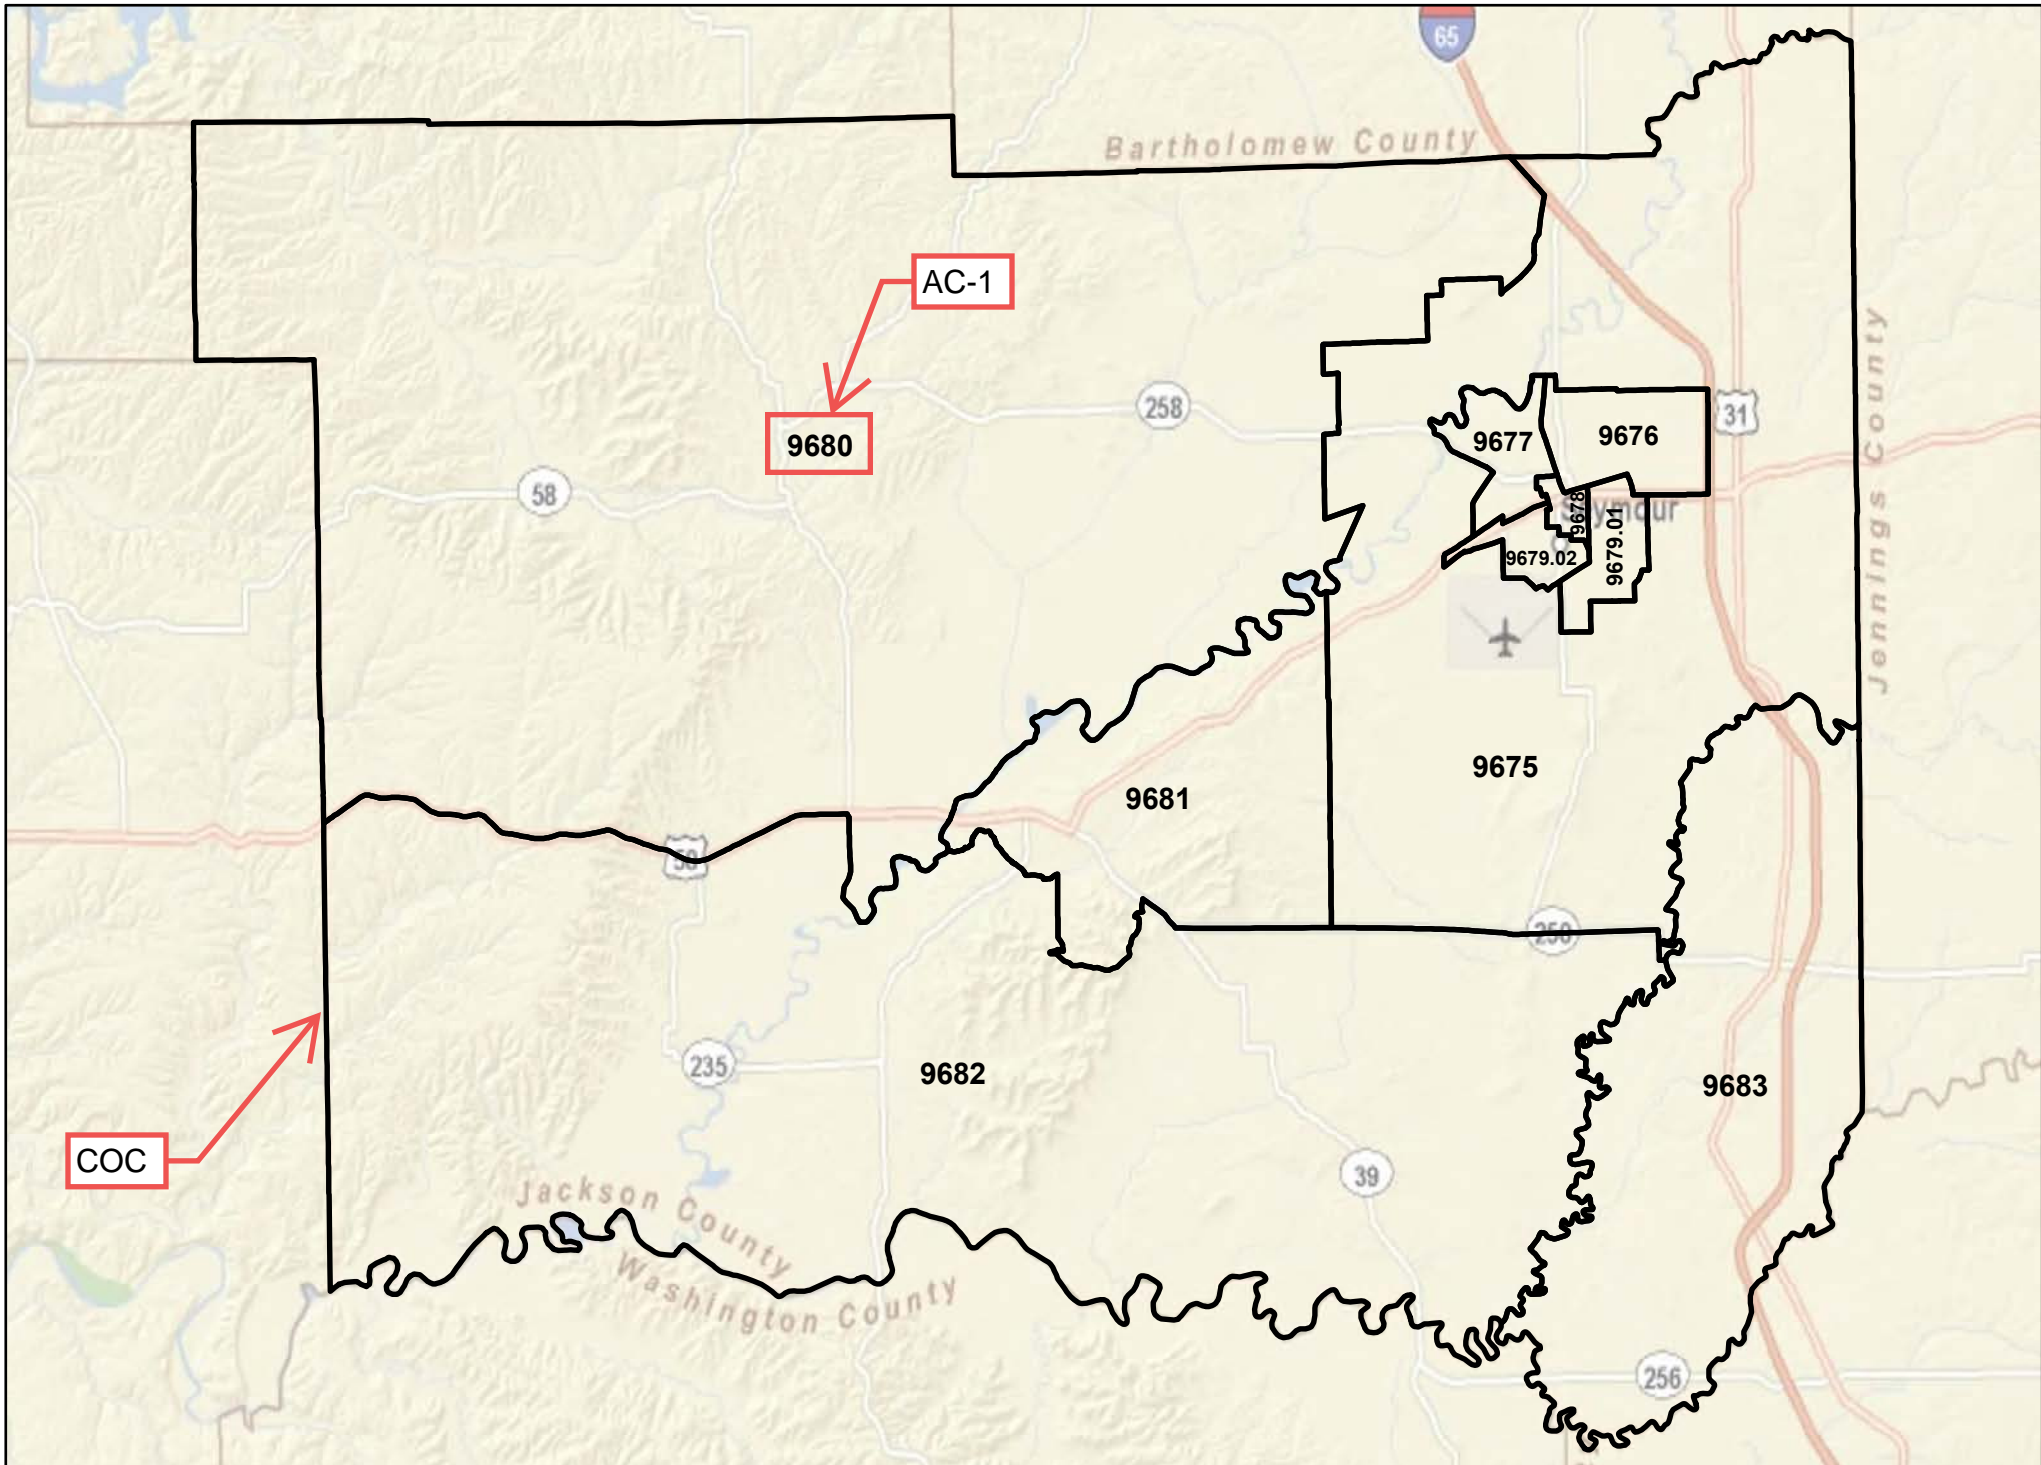 65
Bartholomew County
AC-1
258
31
9680
9677
9676
58
9678
Seymour
9679.01
9679.02
Jennings County
9675
9681
50
250
235
9682
9683
COC
39
Jackson County
Washington County
256